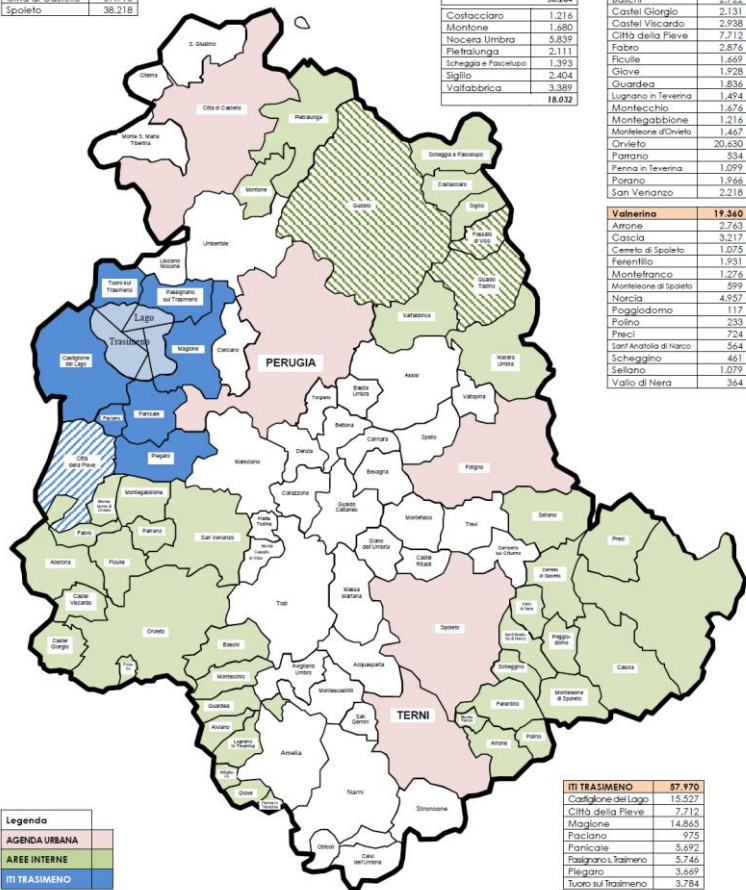 Spoleto 38.218
Costacciaro 1.216
Montone 1.680
Nocera Umbra 5.839
Pietralunga 2.111
Scheggia e Pascelupo 1.393
Sigillo 2.404
Valfabbrica 3.389
18.032
Castel Giorgio 2.131
Castel Viscardo 2.938
Città della Pieve 7.712
Fabro 2.876
Ficulle 1.669
Giove 1.928
Guardea 1.836
Lugnano in Teverina 1.494
Montecchio 1.676
Montegabbione 1.216
Monteleone d'Orvieto 1.467
Orvieto 20.630
Parrano 534
Penna in Teverina 1.099
Porano 1.966
San Venanzo 2.218
Valnerina 19.360
Arrone 2.763
Cascia 3.217
Cerreto di Spoleto 1.075
Ferentillo 1.931
Montefranco 1.276
Monteleone di Spoleto 599
Norcia 4.957
Poggiodomo 117
Polino 233
Preci 724
Sant'Anatolia di Narco 564
Scheggino 461
Sellano 1.079
Vallo di Nera 364
S. Giustino
Citerna
Città di Castello
Monte S. Maria
Tiberina
Pietralunga
Montone
Scheggia e Pascelupo
Costacciaro
Sigillo
Gubbio
Fossato
di Vico
Gualdo
Tadino
Umbertide
Lisciano
Niccone
Tuoro sul
Trasimeno
Passignano
sul Trasimeno
Lago
Trasimeno
Castiglione
del Lago
Magione
Corciano
PERUGIA
Valfabbrica
Nocera
Umbra
Assisi
Bastia
Umbra
Valtopina
Torgiano
Bettona
Cannara
Spello
Paciano
Panicale
Piegaro
Città
della Pieve
Marsciano
Deruta
Bevagna
Foligno
Collazzone
Gualdo
Cattaneo
Montefalco
Trevi
Montegabbione
Monte-
leone di
Orvieto
Fabro
Parrano
San Venanzo
Fratta
Todina
Monte
Castello
di Vibio
Giano
dell'Umbria
Castel
Ritaldi
Campello
sul Clitunno
Sellano
Preci
Allerona
Ficulle
Castel
Viscardo
Cerreto
di Spoleto
Todi
Massa
Martana
Vallo
di Nera
Spoleto
Orvieto
Castel
Giorgio
Baschi
Poggio-
domo
Scheggino
Cascia
Montecchio
Avigliano
Umbro
Acquasparta
Montecastrilli
Monteleone
di Spoleto
Guardea
San
Gemini
TERNI
Ferentillo
Alviano
Lugnano
in Teverina
Amelia
Arrone
Polino
Giove
Penna in
Teverina
Narni
Stroncone
Otricoli
Calvi
dell'Umbria
Legenda
AGENDA URBANA
AREE INTERNE
ITI TRASIMENO
ITI TRASIMENO 57.970
Castiglione del Lago 15.527
Città della Pieve 7.712
Magione 14.865
Paciano 975
Panicale 5.692
Passignano s. Trasimeno 5.746
Piegaro 3.669
Tuoro sul Trasimeno 3.784